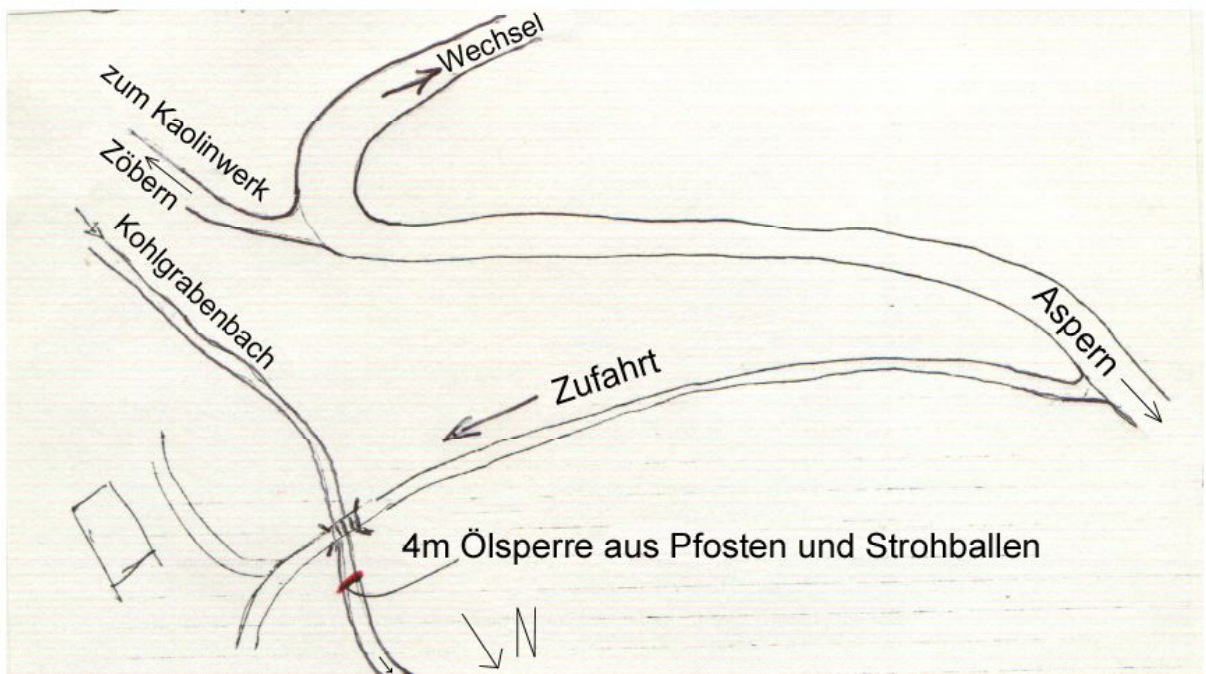 Wechsel
zum Kaolinwerk
Zöbern
Kohlgrabenbach
Aspern
Zufahrt
4m Ölsperre aus Pfosten und Strohballen
N